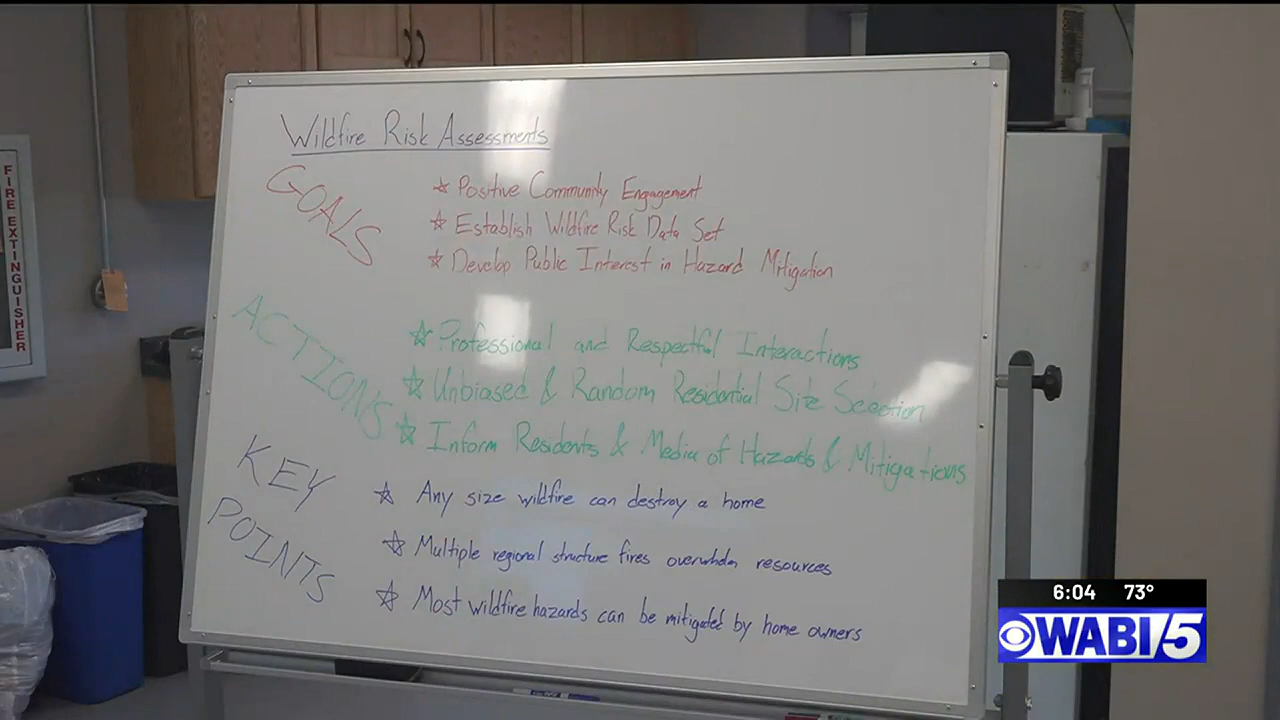 Wildfire Risk Assessments
GOALS
☆ Positive Community Engagement
☆ Establish Wildfire Risk Data Set
☆ Develop Public Interest in Hazard Mitigation
ACTIONS
☆ Professional and Respectful Interactions
☆ Unbiased & Random Residential Site Selection
☆ Inform Residents & Media of Hazards & Mitigations
KEY
POINTS
☆ Any size wildfire can destroy a home
☆ Multiple regional structure fires overwhelm resources
☆ Most wildfire hazards can be mitigated by home owners
FIRE EXTINGUISHER
6:04 73°
WABI 5